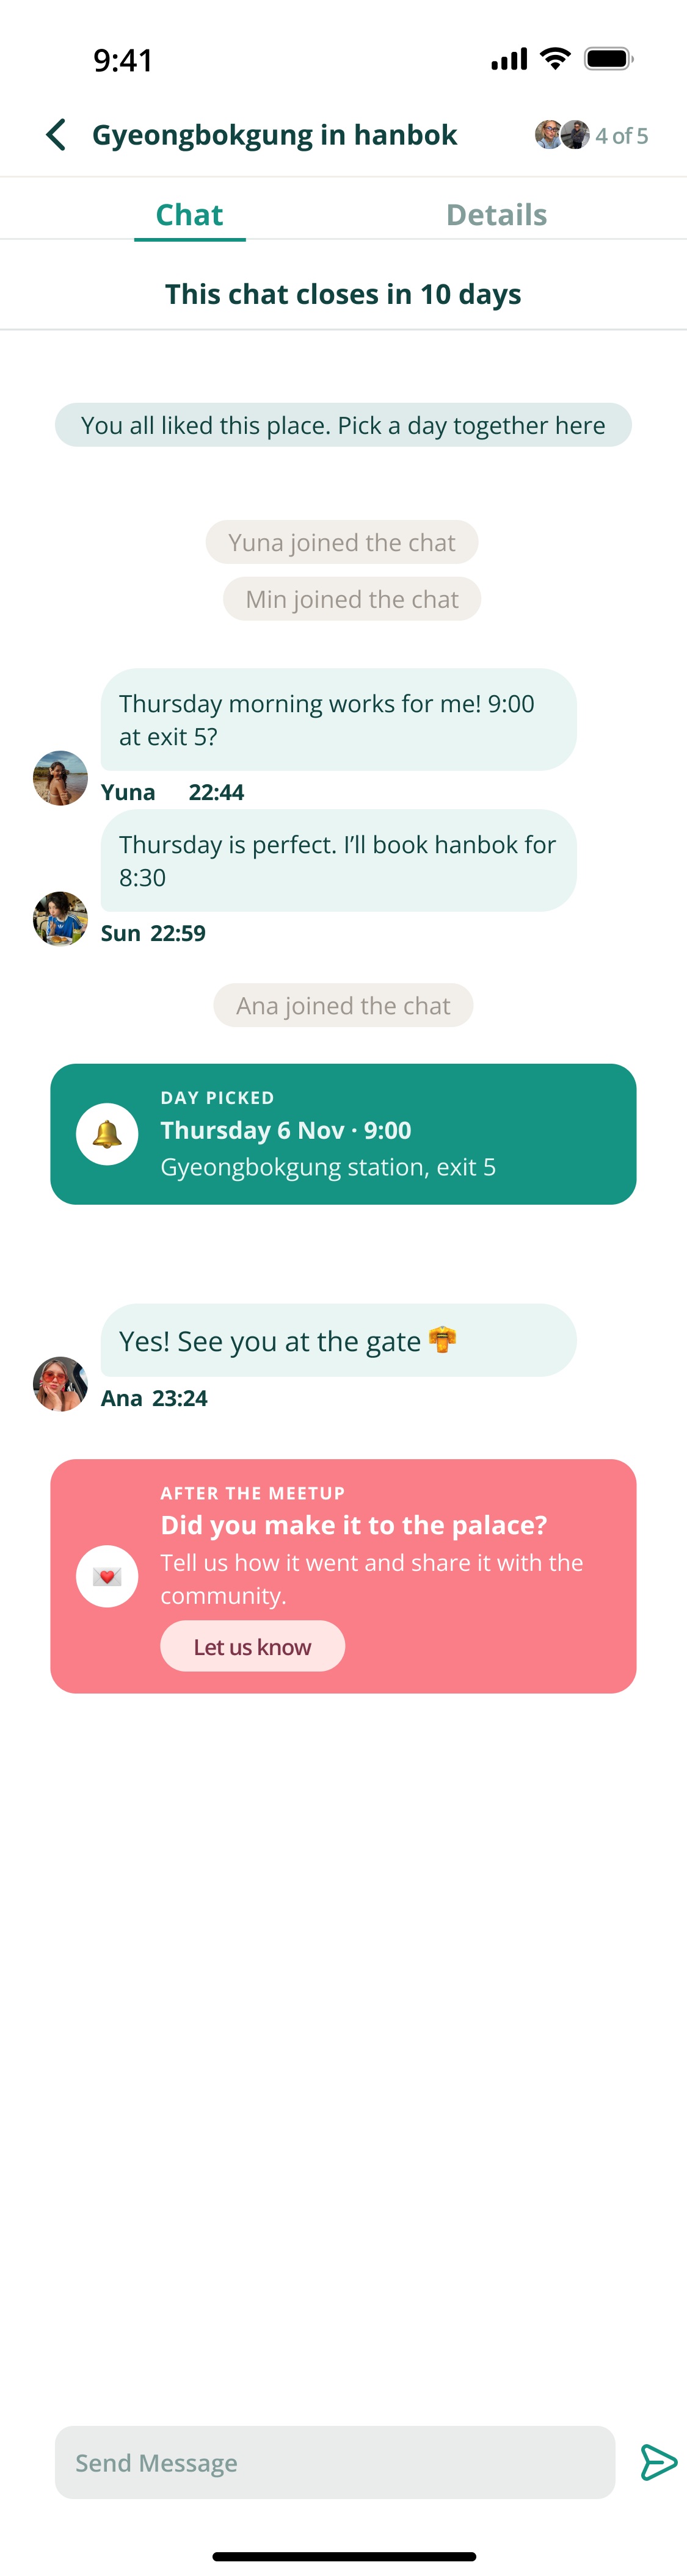 9:41
Gyeongbokgung in hanbok
4 of 5
Chat
Details
This chat closes in 10 days
You all liked this place. Pick a day together here
Yuna joined the chat
Min joined the chat
Thursday morning works for me! 9:00
at exit 5?
Yuna 22:44
Thursday is perfect. I’ll book hanbok for
8:30
Sun 22:59
Ana joined the chat
DAY PICKED
Thursday 6 Nov · 9:00
Gyeongbokgung station, exit 5
Yes! See you at the gate 👘
Ana 23:24
AFTER THE MEETUP
Did you make it to the palace?
Tell us how it went and share it with the
community.
Let us know
Send Message